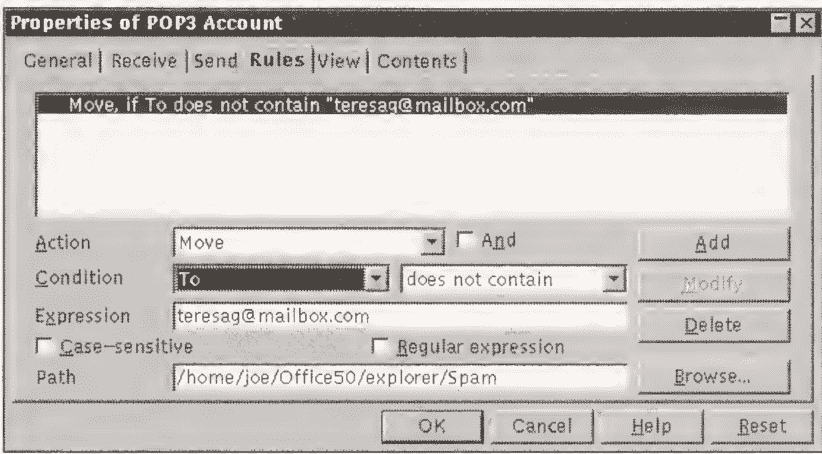 Properties of POP3 Account
General Receive Send Rules View Contents
Move, if To does not contain "teresag@mailbox.com"
Action Move And Add
Condition To does not contain Modify
Expression teresag@mailbox.com Delete
Case-sensitive Regular expression
Path /home/joe/Office50/explorer/Spam Browse...
OK Cancel Help Reset